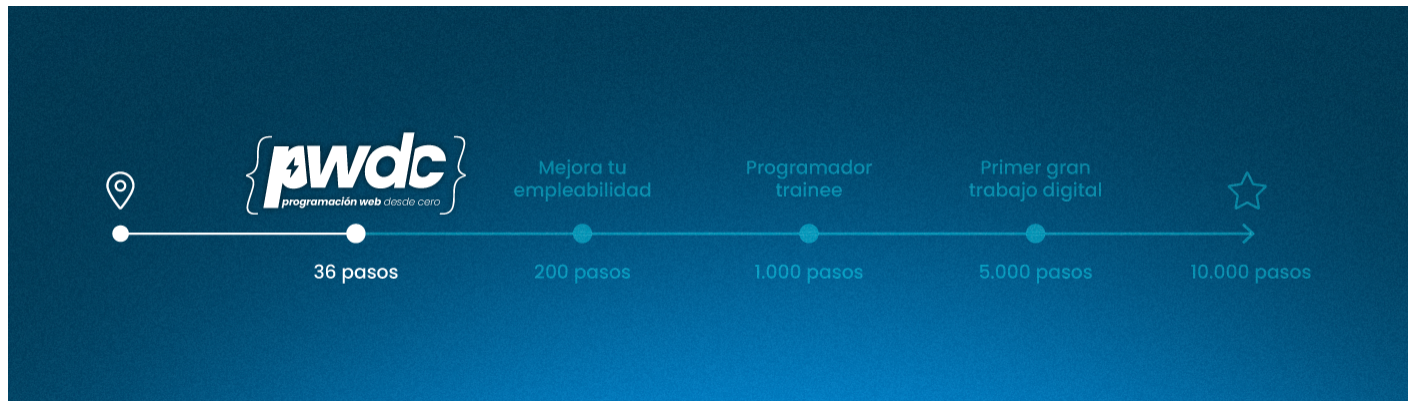 {pwdc}
programación web desde cero
36 pasos
Mejora tu
empleabilidad
200 pasos
Programador
trainee
1.000 pasos
Primer gran
trabajo digital
5.000 pasos
10.000 pasos